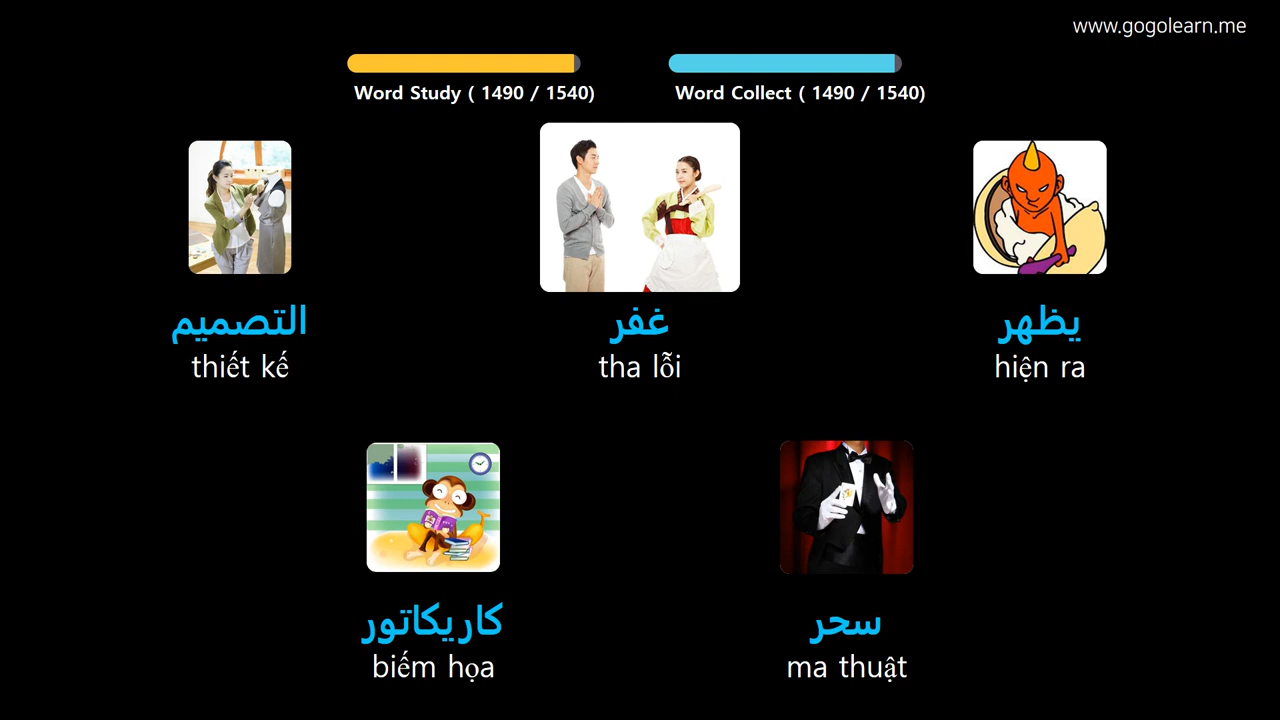 www.gogolearn.me
Word Study ( 1490 / 1540)
Word Collect ( 1490 / 1540)
التصميم
thiết kế
غفر
tha lỗi
يظهر
hiện ra
كاريكاتور
biếm họa
سحر
ma thuật